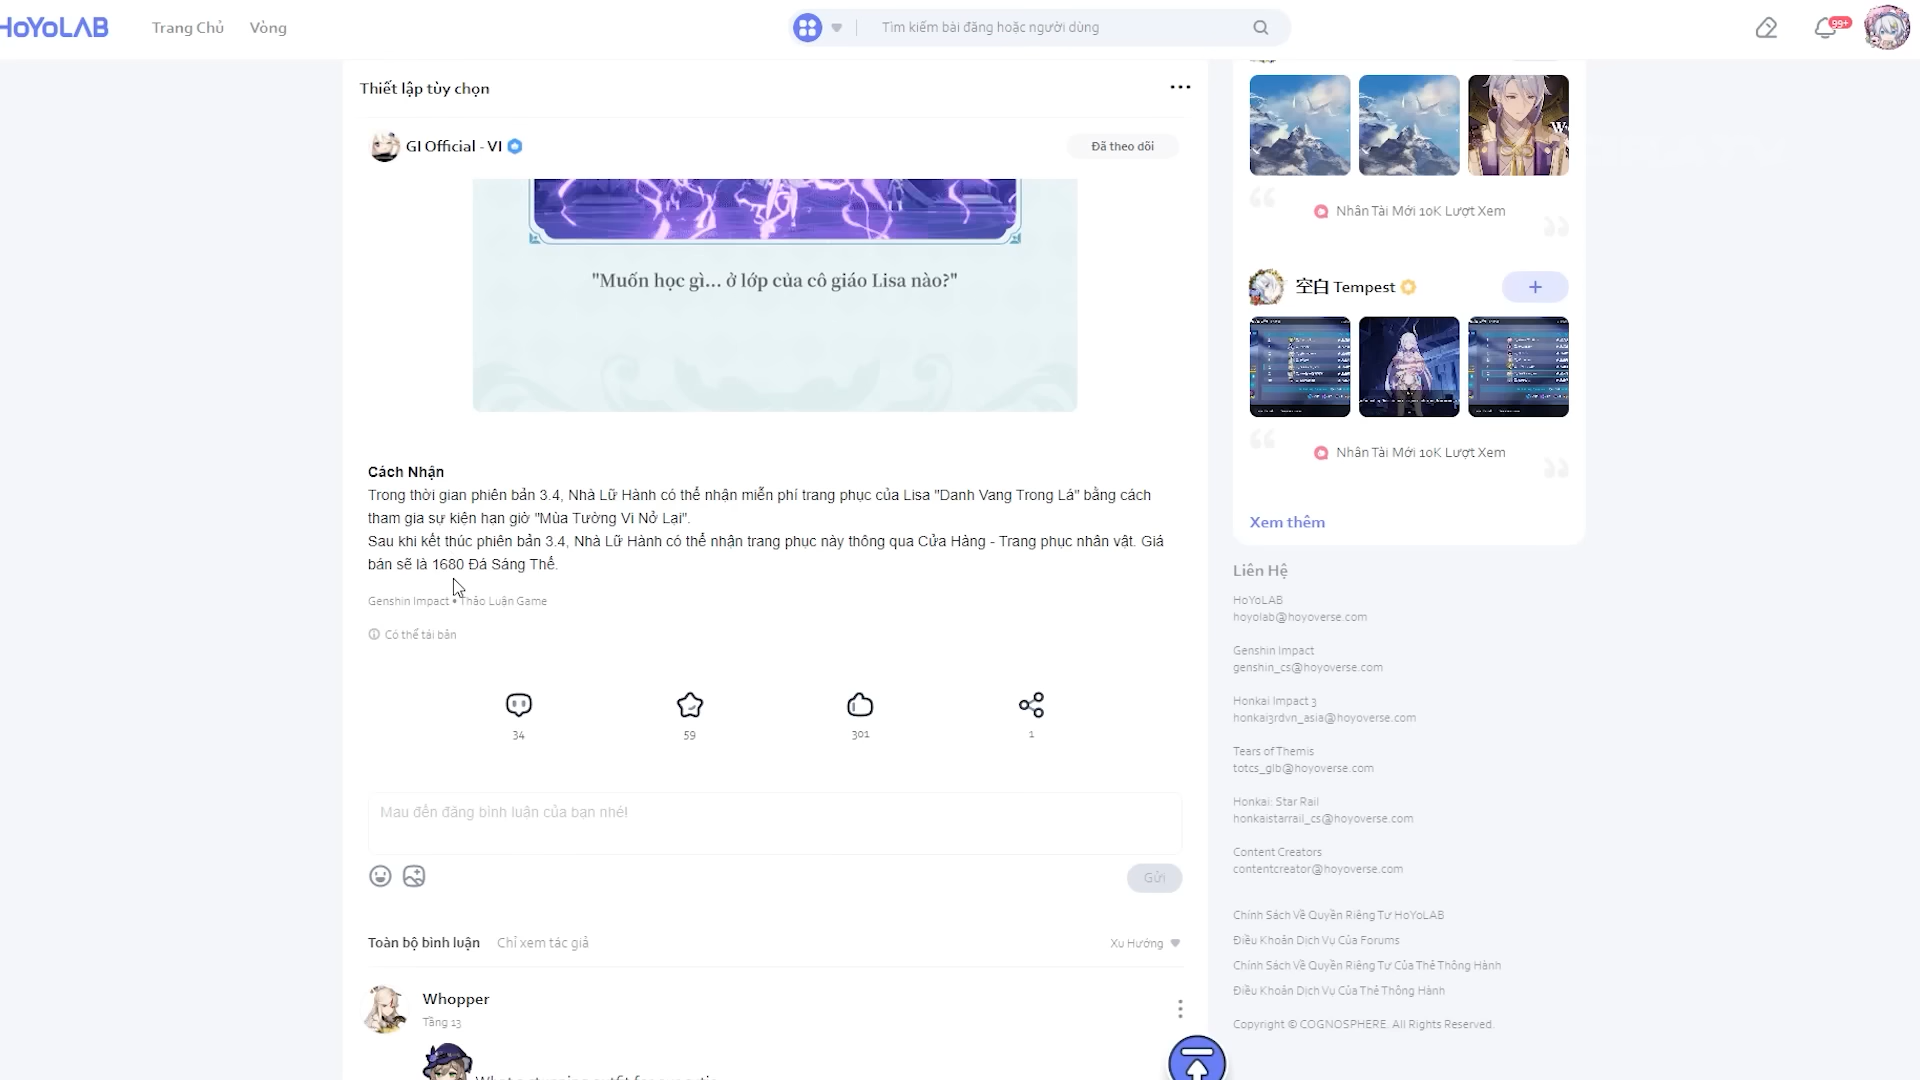 HoYoLAB
Trang Chủ
Vòng
Tìm kiếm bài đăng hoặc người dùng
99+
Thiết lập tùy chọn
GI Official - VI
Đã theo dõi
"Muốn học gì... ở lớp của cô giáo Lisa nào?"
Cách Nhận
Trong thời gian phiên bản 3.4, Nhà Lữ Hành có thể nhận miễn phí trang phục của Lisa "Danh Vang Trong Lá" bằng cách
tham gia sự kiện hạn giờ "Mùa Tường Vi Nở Lại".
Sau khi kết thúc phiên bản 3.4, Nhà Lữ Hành có thể nhận trang phục này thông qua Cửa Hàng - Trang phục nhân vật. Giá
bán sẽ là 1680 Đá Sáng Thế.
Genshin Impact • Thảo Luận Game
Có thể tái bản
34
59
301
1
Mau đến đăng bình luận của bạn nhé!
Gửi
Toàn bộ bình luận
Chỉ xem tác giả
Xu Hướng
Whopper
Tầng 13
Nhân Tài Mới 10K Lượt Xem
空白 Tempest
+
Nhân Tài Mới 10K Lượt Xem
Xem thêm
Liên Hệ
HoYoLAB
hoyolab@hoyoverse.com
Genshin Impact
genshin_cs@hoyoverse.com
Honkai Impact 3
honkai3rdvn_asia@hoyoverse.com
Tears of Themis
totcs_glb@hoyoverse.com
Honkai: Star Rail
honkaistarrail_cs@hoyoverse.com
Content Creators
contentcreator@hoyoverse.com
Chính Sách Về Quyền Riêng Tư HoYoLAB
Điều Khoản Dịch Vụ Của Forums
Chính Sách Về Quyền Riêng Tư Của Thẻ Thông Hành
Điều Khoản Dịch Vụ Của Thẻ Thông Hành
Copyright © COGNOSPHERE. All Rights Reserved.